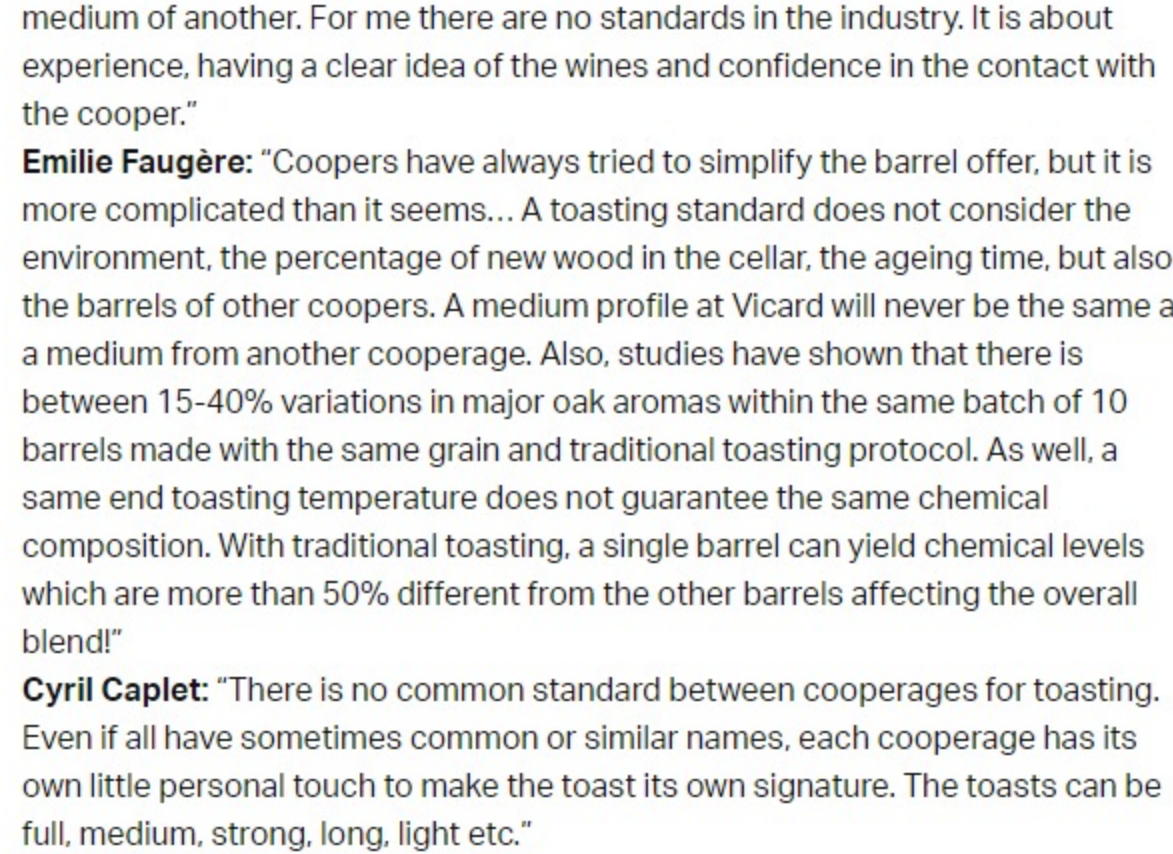 medium of another. For me there are no standards in the industry. It is about
experience, having a clear idea of the wines and confidence in the contact with
the cooper.”
Emilie Faugère: “Coopers have always tried to simplify the barrel offer, but it is
more complicated than it seems… A toasting standard does not consider the
environment, the percentage of new wood in the cellar, the ageing time, but also
the barrels of other coopers. A medium profile at Vicard will never be the same a
a medium from another cooperage. Also, studies have shown that there is
between 15-40% variations in major oak aromas within the same batch of 10
barrels made with the same grain and traditional toasting protocol. As well, a
same end toasting temperature does not guarantee the same chemical
composition. With traditional toasting, a single barrel can yield chemical levels
which are more than 50% different from the other barrels affecting the overall
blend!”
Cyril Caplet: “There is no common standard between cooperages for toasting.
Even if all have sometimes common or similar names, each cooperage has its
own little personal touch to make the toast its own signature. The toasts can be
full, medium, strong, long, light etc.”